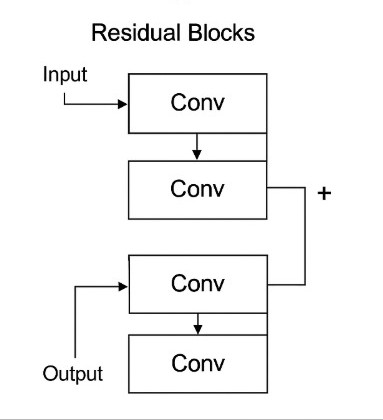 Residual Blocks
Input
Conv
Conv
+
Conv
Conv
Output